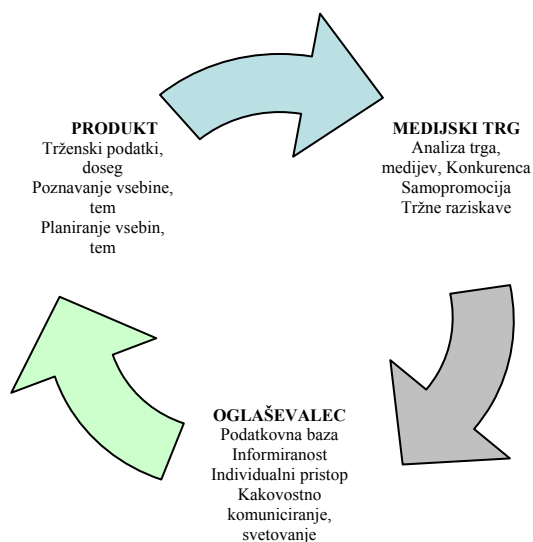 PRODUKT
Trženski podatki,
doseg
Poznavanje vsebine,
tem
Planiranje vsebin,
tem
MEDIJSKI TRG
Analiza trga,
medijev, Konkurenca
Samopromocija
Tržne raziskave
OGLAŠEVALEC
Podatkovna baza
Informiranost
Individualni pristop
Kakovostno
komuniciranje,
svetovanje